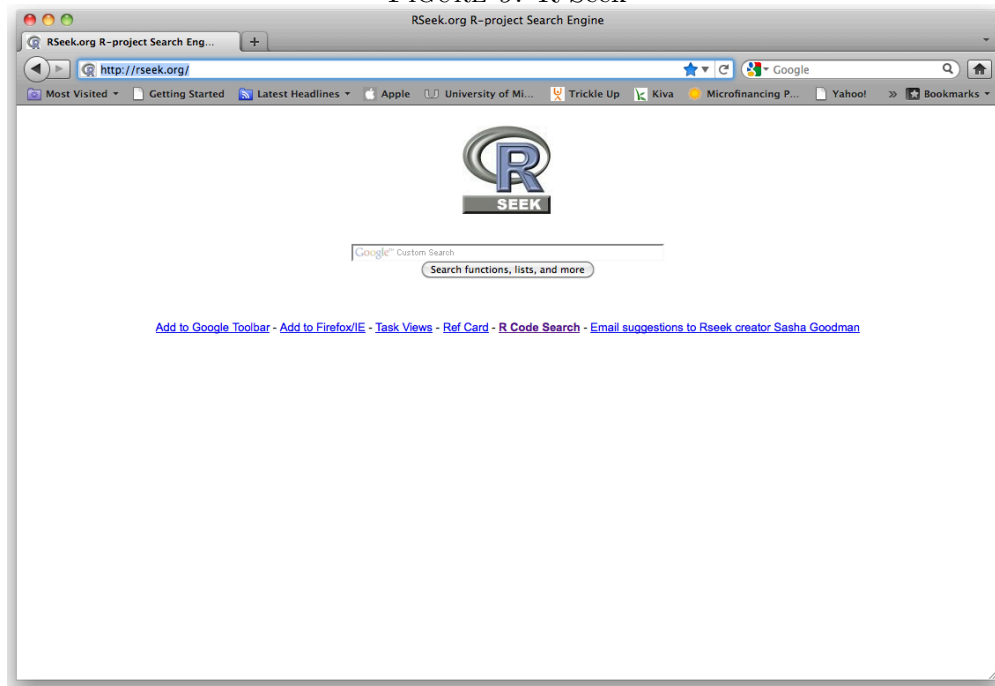 RSeek.org R-project Search Engine
RSeek.org R-project Search Eng... +
http://rseek.org/ Google
Most Visited Getting Started Latest Headlines Apple University of Mi... Trickle Up Kiva Microfinancing P... Yahoo! » Bookmarks
R
SEEK
Google™ Custom Search
Search functions, lists, and more
Add to Google Toolbar - Add to Firefox/IE - Task Views - Ref Card - R Code Search - Email suggestions to Rseek creator Sasha Goodman